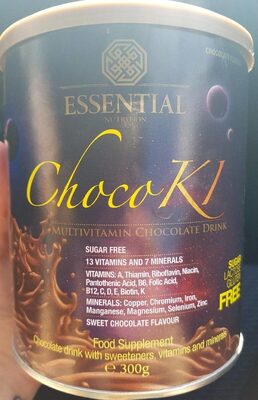 CHOCOLATE
ESSENTIAL
NUTRITION
ChocoKI
MULTIVITAMIN CHOCOLATE DRINK
SUGAR FREE
13 VITAMINS AND 7 MINERALS
VITAMINS: A, Thiamin, Riboflavin, Niacin,
Pantothenic Acid, B6, Folic Acid,
B12, C, D, E, Biotin, K
MINERALS: Copper, Chromium, Iron,
Manganese, Magnesium, Selenium, Zinc
SWEET CHOCOLATE FLAVOUR
SUGAR
LACTOSE
GLUTEN
FREE
Food Supplement
Chocolate drink with sweeteners, vitamins and minerals
e 300g